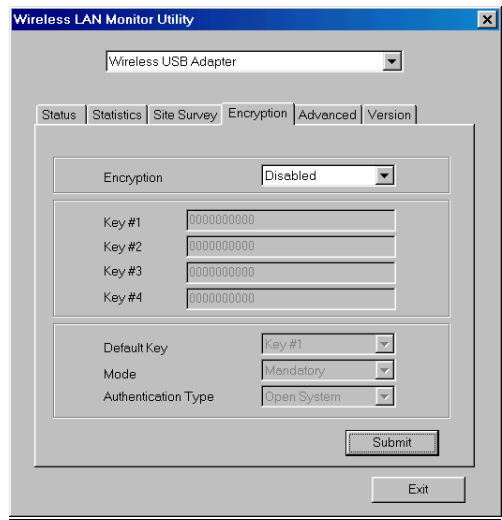 Wireless LAN Monitor Utility
Wireless USB Adapter
Status Statistics Site Survey Encryption Advanced Version
Encryption Disabled
Key #1 0000000000
Key #2 0000000000
Key #3 0000000000
Key #4 0000000000
Default Key Key #1
Mode Mandatory
Authentication Type Open System
Submit
Exit